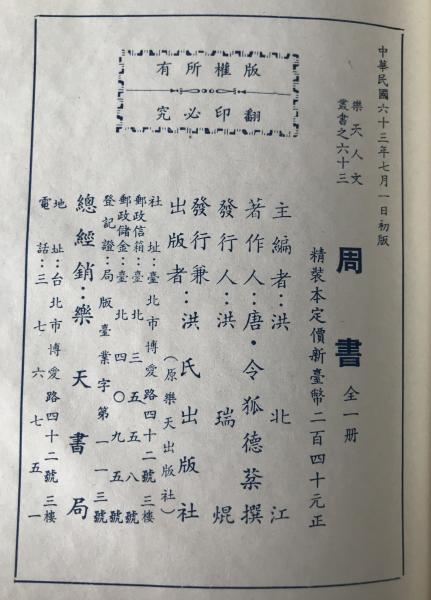 中華民國六十三年七月一日初版
樂天人文
叢書之六十三
周書 全一册
精裝本定價新臺幣二百四十元正
主編者：洪北江
著作人：唐·令狐德棻撰
發行人：洪瑞焜
發行兼
出版者：洪氏出版社
（原樂天出版社）
社址：臺北市博愛路四十二號三樓
郵政信箱：臺北三五五八號
郵政儲金：臺北四〇九五號
登記證：局版臺業字第一一三號
總經銷：樂天書局
地址：台北市博愛路四十二號三樓
電話：三七六七五一
版權所有
翻印必究